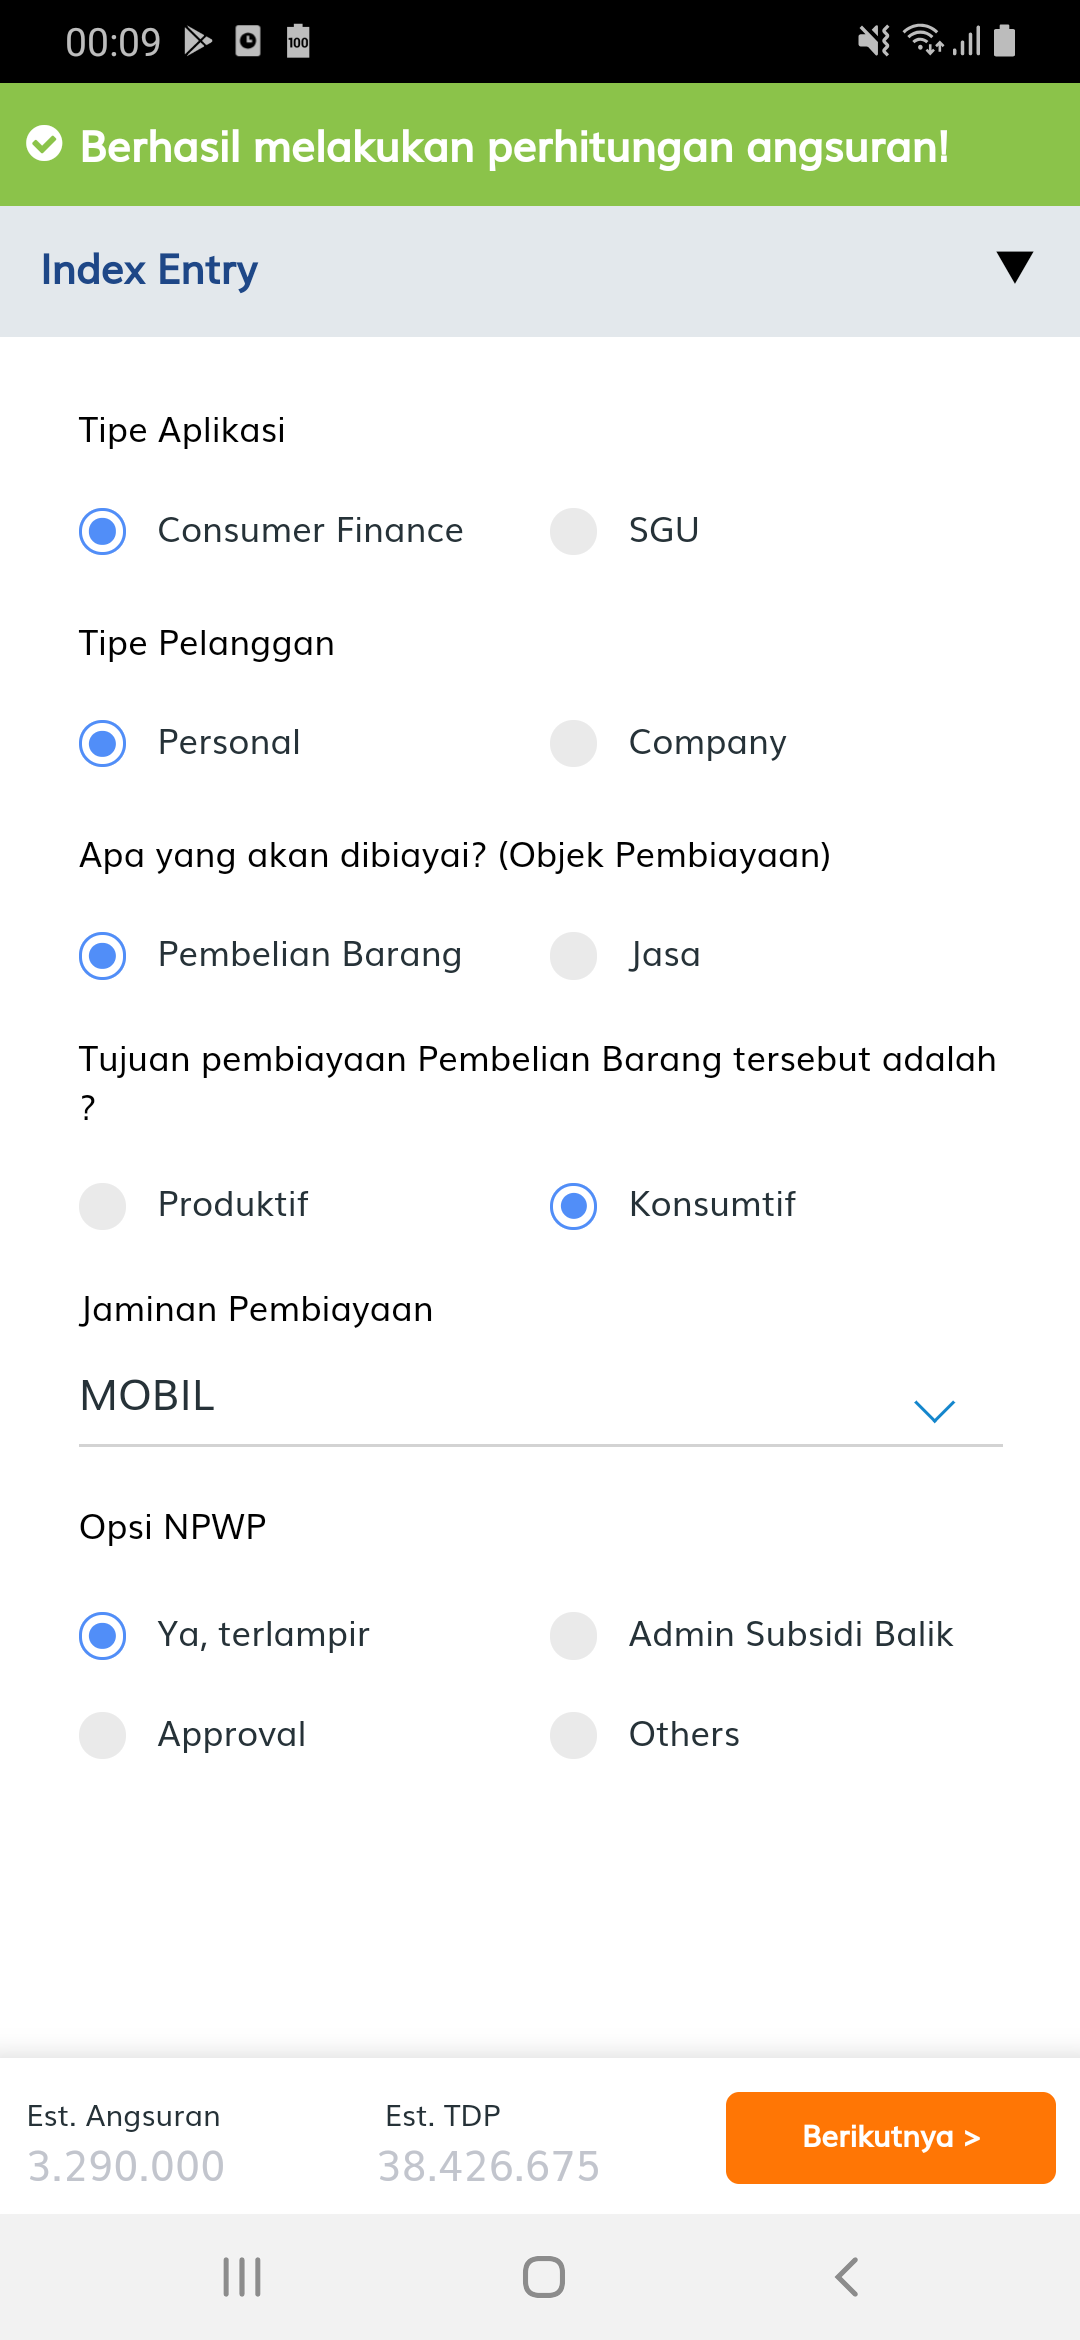 00:09
100
Berhasil melakukan perhitungan angsuran!
Index Entry
Tipe Aplikasi
Consumer Finance SGU
Tipe Pelanggan
Personal Company
Apa yang akan dibiayai? (Objek Pembiayaan)
Pembelian Barang Jasa
Tujuan pembiayaan Pembelian Barang tersebut adalah
?
Produktif Konsumtif
Jaminan Pembiayaan
MOBIL
Opsi NPWP
Ya, terlampir Admin Subsidi Balik
Approval Others
Est. Angsuran Est. TDP
3.290.000 38.426.675
Berikutnya >